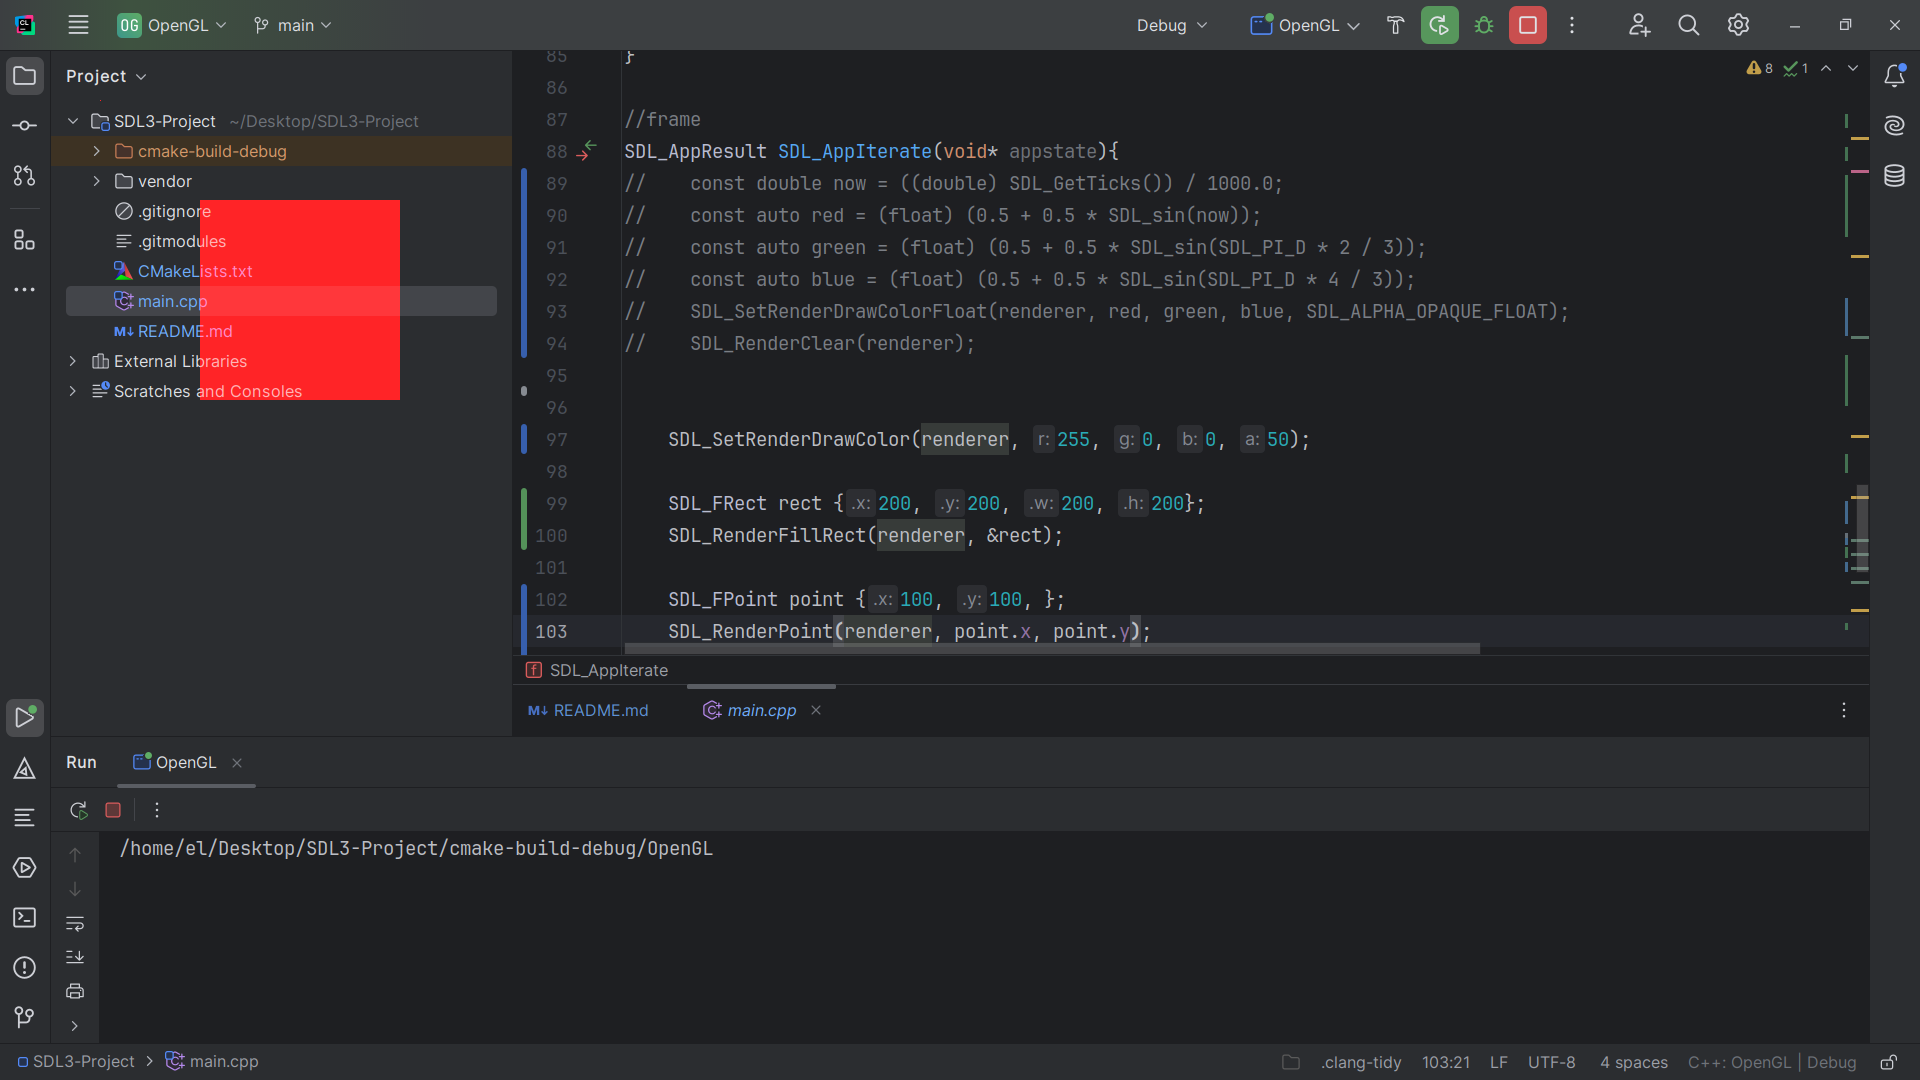 OG OpenGL main Debug OpenGL
Project
SDL3-Project ~/Desktop/SDL3-Project
cmake-build-debug
vendor
.gitignore
.gitmodules
CMakeLists.txt
main.cpp
M↓ README.md
External Libraries
Scratches and Consoles
8 1
85 }
86
87 //frame
88 SDL_AppResult SDL_AppIterate(void* appstate){
89 //    const double now = ((double) SDL_GetTicks()) / 1000.0;
90 //    const auto red = (float) (0.5 + 0.5 * SDL_sin(now));
91 //    const auto green = (float) (0.5 + 0.5 * SDL_sin(SDL_PI_D * 2 / 3));
92 //    const auto blue = (float) (0.5 + 0.5 * SDL_sin(SDL_PI_D * 4 / 3));
93 //    SDL_SetRenderDrawColorFloat(renderer, red, green, blue, SDL_ALPHA_OPAQUE_FLOAT);
94 //    SDL_RenderClear(renderer);
95
96
97     SDL_SetRenderDrawColor(renderer, r: 255, g: 0, b: 0, a: 50);
98
99     SDL_FRect rect {.x: 200, .y: 200, .w: 200, .h: 200};
100     SDL_RenderFillRect(renderer, &rect);
101
102     SDL_FPoint point {.x: 100, .y: 100, };
103     SDL_RenderPoint(renderer, point.x, point.y);
f SDL_AppIterate
M↓ README.md main.cpp
Run OpenGL
/home/el/Desktop/SDL3-Project/cmake-build-debug/OpenGL
SDL3-Project > main.cpp .clang-tidy 103:21 LF UTF-8 4 spaces C++: OpenGL | Debug